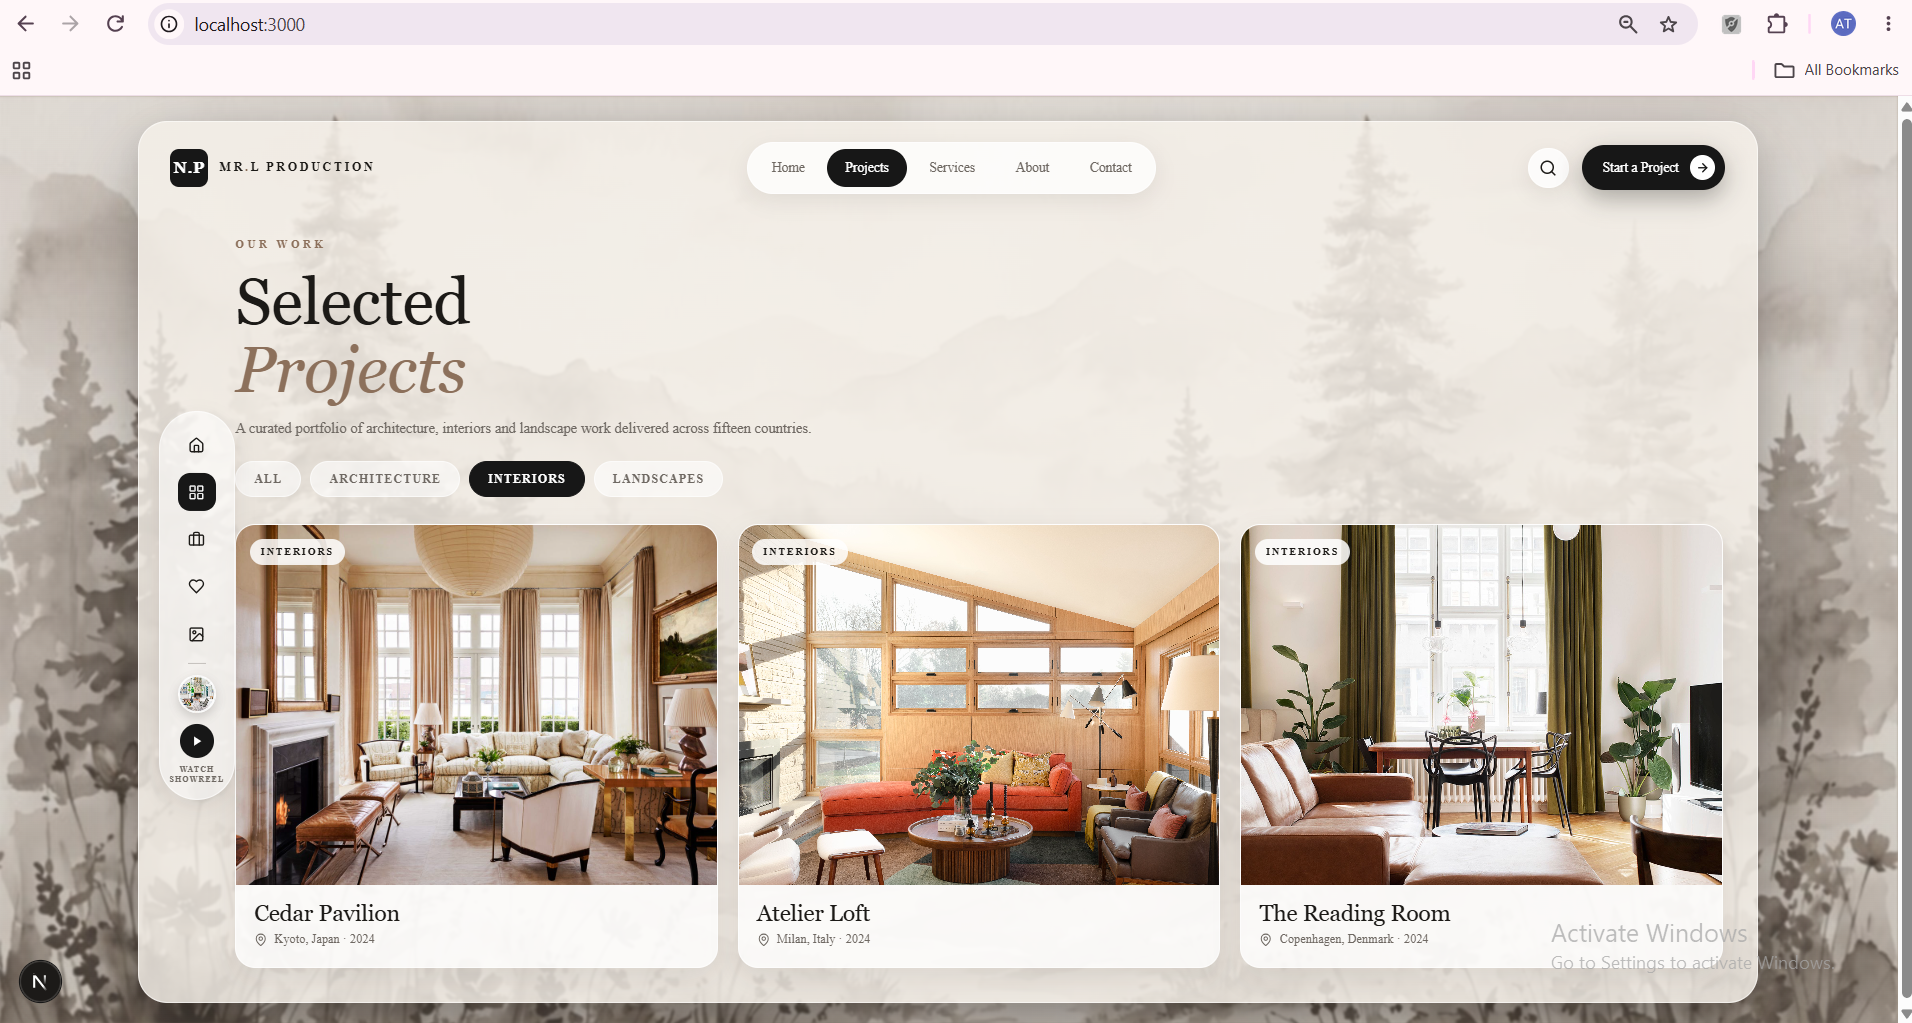 localhost:3000
AT
All Bookmarks
N.P
MR.L PRODUCTION
Home
Projects
Services
About
Contact
Start a Project
OUR WORK
Selected
Projects
A curated portfolio of architecture, interiors and landscape work delivered across fifteen countries.
ALL
ARCHITECTURE
INTERIORS
LANDSCAPES
WATCH
SHOWREEL
INTERIORS
Cedar Pavilion
Kyoto, Japan · 2024
INTERIORS
Atelier Loft
Milan, Italy · 2024
INTERIORS
The Reading Room
Copenhagen, Denmark · 2024
Activate Windows
Go to Settings to activate Windows.
N